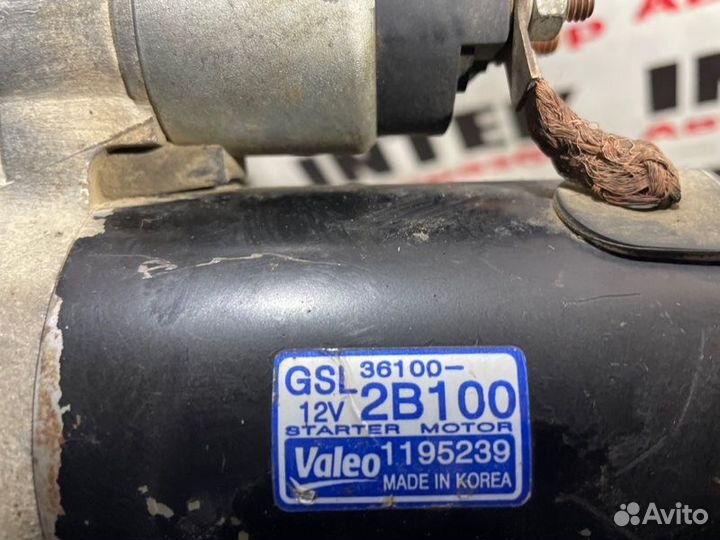 GSL 36100-
12V 2B100
STARTER MOTOR
Valeo 1195239
MADE IN KOREA
Avito